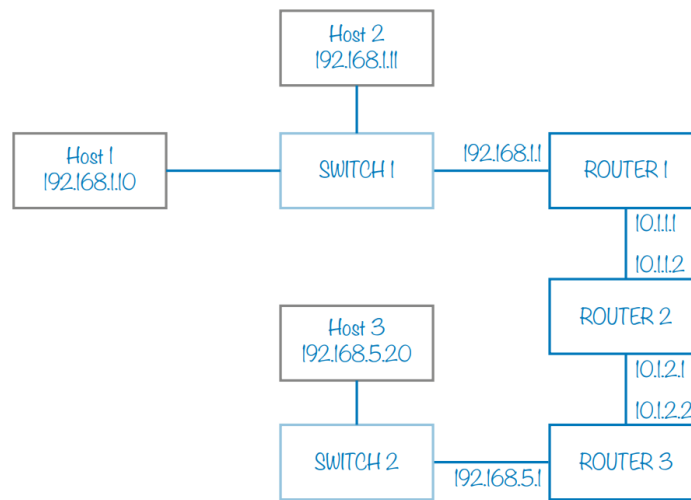 Host 2
192.168.1.11
Host 1
192.168.1.10
SWITCH 1
192.168.1.1
ROUTER 1
10.1.1.1
10.1.1.2
ROUTER 2
Host 3
192.168.5.20
10.1.2.1
10.1.2.2
SWITCH 2
192.168.5.1
ROUTER 3